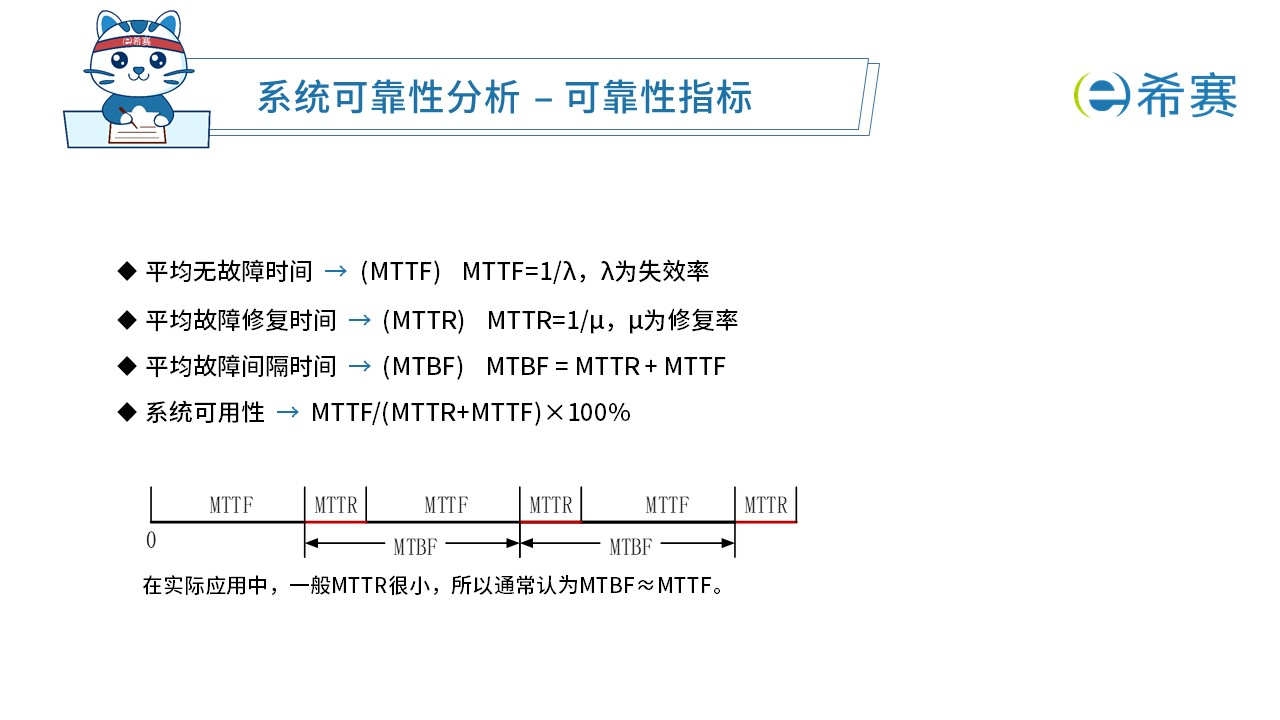 希赛
系统可靠性分析 – 可靠性指标
希赛
◆ 平均无故障时间 → (MTTF) MTTF=1/λ，λ为失效率
◆ 平均故障修复时间 → (MTTR) MTTR=1/μ，μ为修复率
◆ 平均故障间隔时间 → (MTBF) MTBF = MTTR + MTTF
◆ 系统可用性 → MTTF/(MTTR+MTTF)×100%
MTTF MTTR MTTF MTTR MTTF MTTR
0 MTBF MTBF
在实际应用中，一般MTTR很小，所以通常认为MTBF≈MTTF。